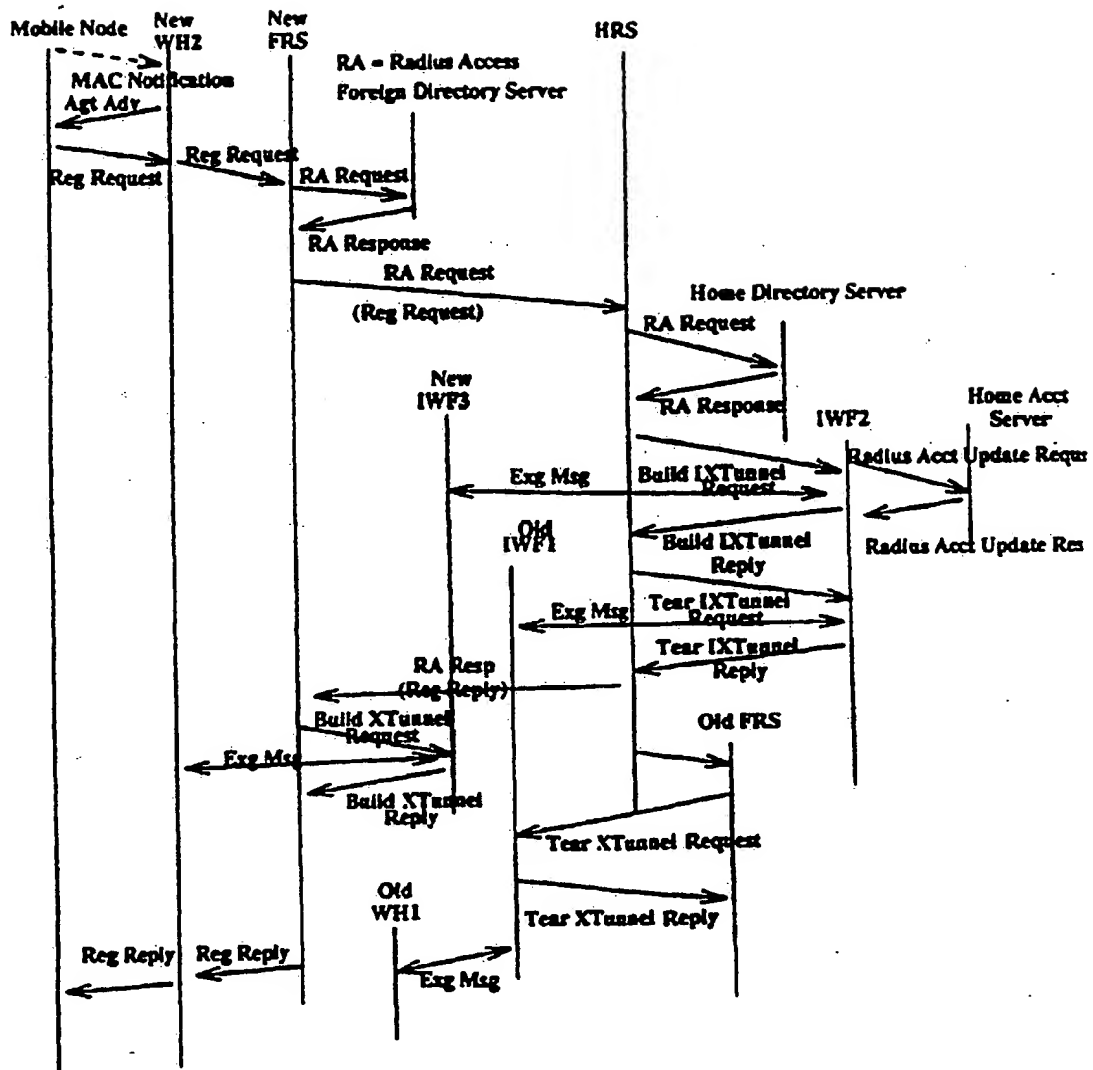 Mobile Node
New
WH2
New
FRS
HRS
RA = Radius Access
Foreign Directory Server
MAC Notification
Agt Adv
Reg Request
Reg Request
RA Request
RA Response
RA Request
(Reg Request)
Home Directory Server
RA Request
RA Response
New
IWF3
IWF2
Home Acct
Server
Radius Acct Update Requ
Exg Msg
Build IXTunnel
Request
Old
IWF1
Build IXTunnel
Reply
Radius Acct Update Res
Exg Msg
Tear IXTunnel
Request
Tear IXTunnel
Reply
RA Resp
(Reg Reply)
Build XTunnel
Request
Old FRS
Exg Msg
Build XTunnel
Reply
Tear XTunnel Request
Old
WH1
Tear XTunnel Reply
Reg Reply
Reg Reply
Exg Msg